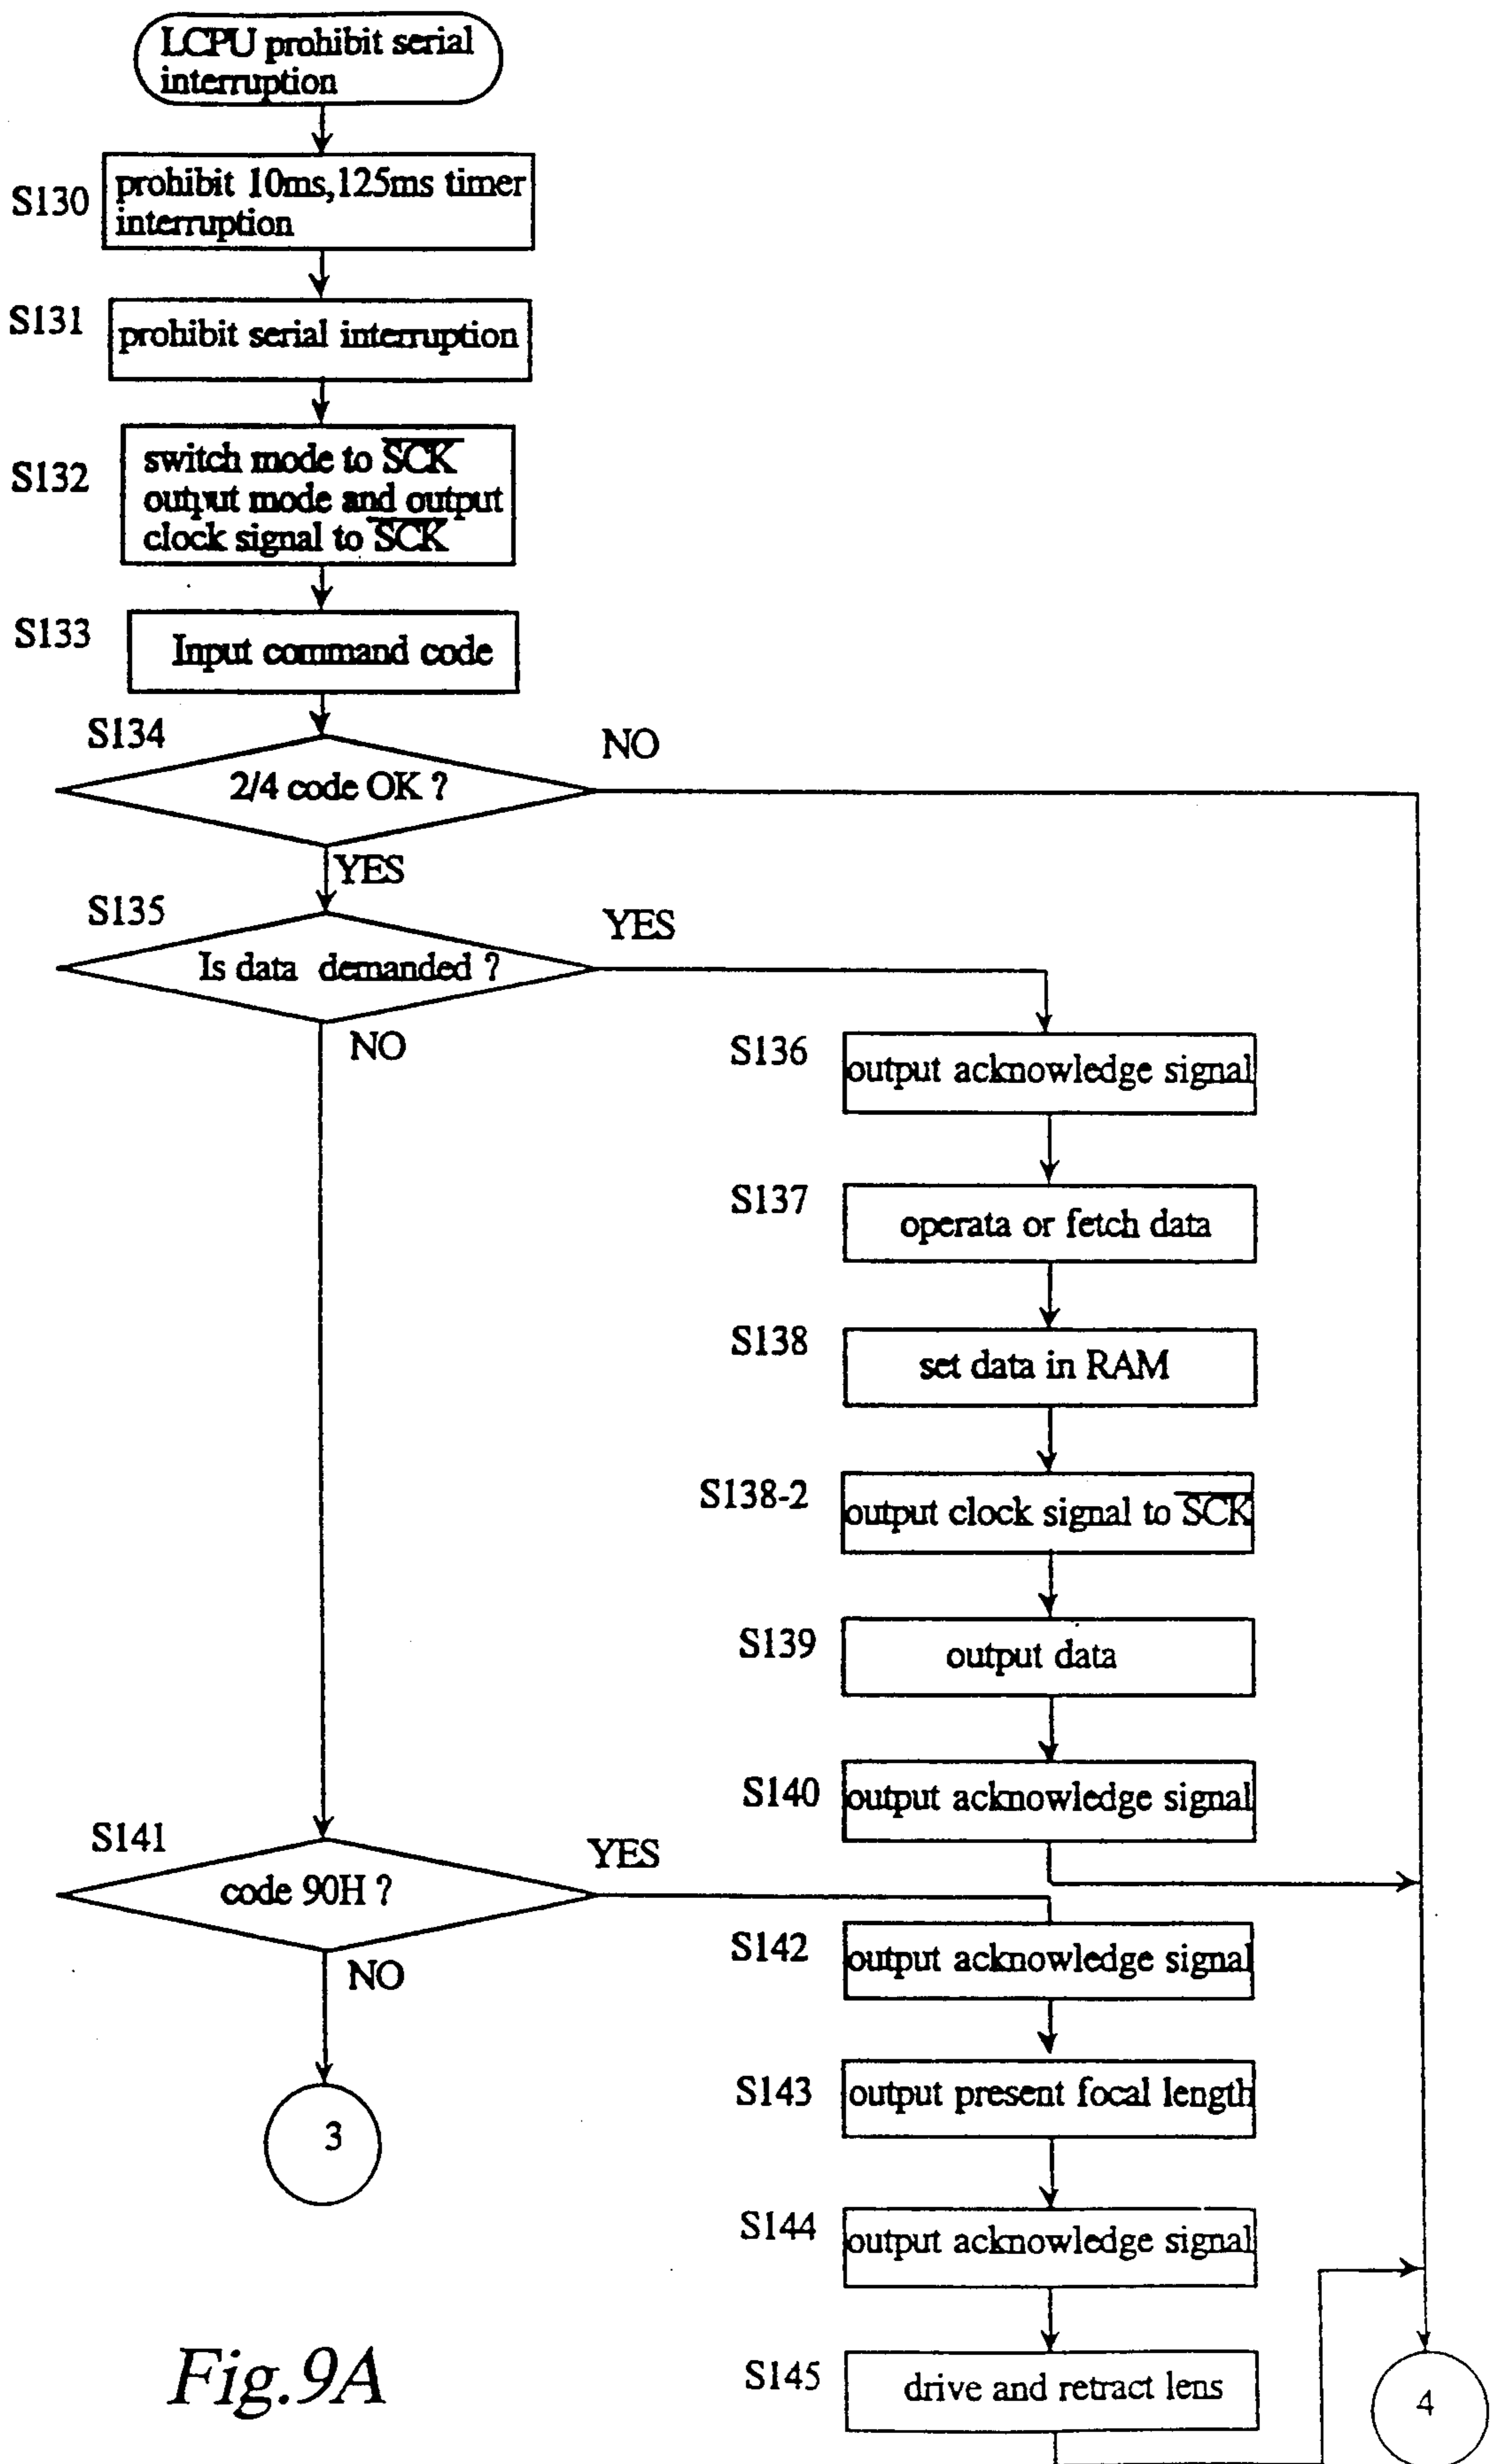 LCPU prohibit serial
interruption
S130
prohibit 10ms,125ms timer
interruption
S131
prohibit serial interruption
S132
switch mode to S̅C̅K̅
output mode and output
clock signal to S̅C̅K̅
S133
Input command code
S134
2/4 code OK ?
NO
YES
S135
Is data demanded ?
YES
NO
S136
output acknowledge signal
S137
operata or fetch data
S138
set data in RAM
S138-2
output clock signal to S̅C̅K̅
S139
output data
S140
output acknowledge signal
S141
code 90H ?
YES
NO
S142
output acknowledge signal
3
S143
output present focal length
S144
output acknowledge signal
S145
drive and retract lens
4
Fig.9A